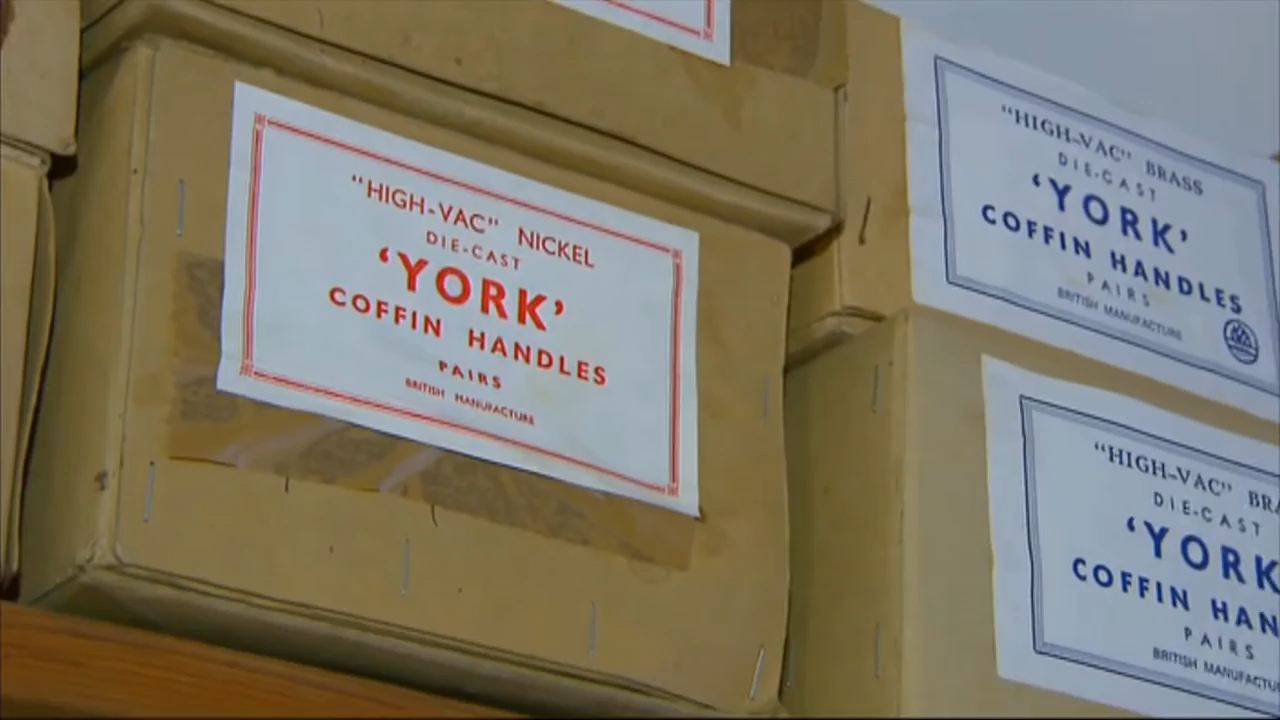 “HIGH-VAC” NICKEL
DIE-CAST
‘YORK’
COFFIN HANDLES
PAIRS
BRITISH MANUFACTURE
“HIGH-VAC” BRASS
DIE-CAST
‘YORK’
COFFIN HANDLES
PAIRS
BRITISH MANUFACTURE
“HIGH-VAC” BRA
DIE-CAST
‘YORK
COFFIN HAN
PAIRS
BRITISH MANUFACTU